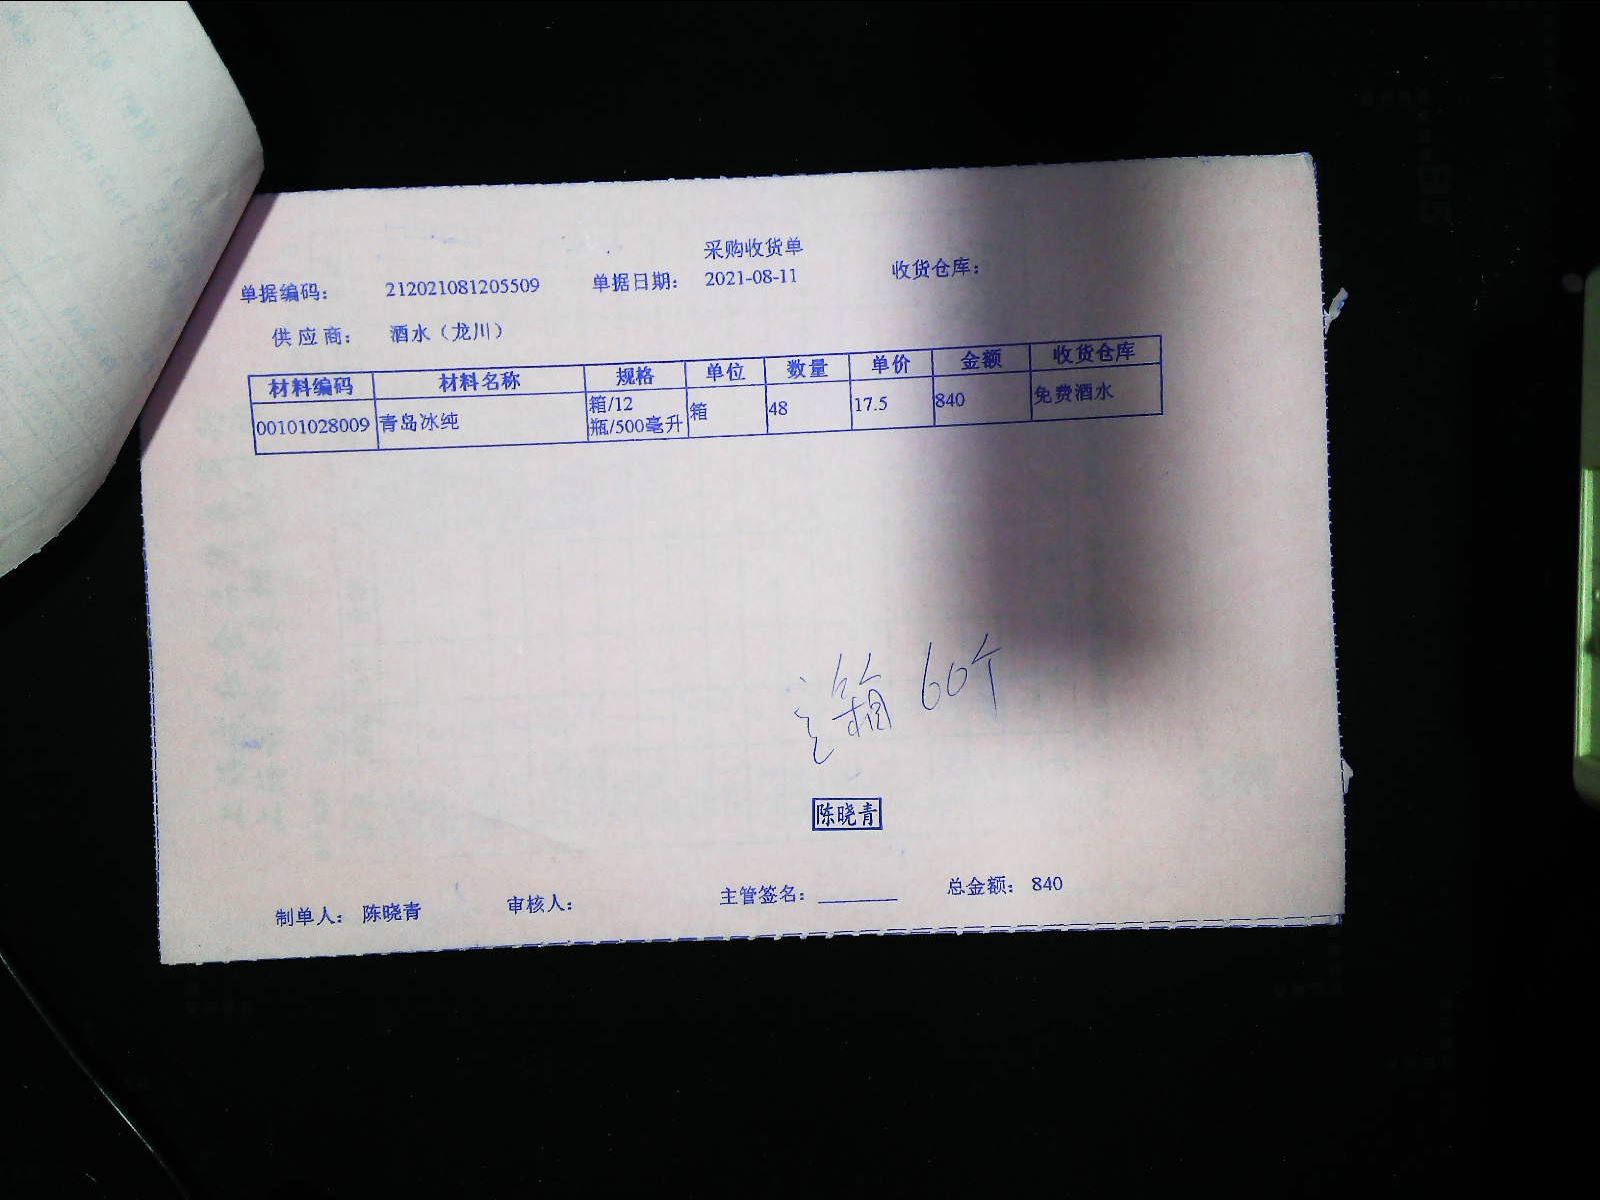 采购收货单
单据编码： 212021081205509 单据日期： 2021-08-11 收货仓库：
供 应 商： 酒水（龙川）
材料编码 材料名称 规格 单位 数量 单价 金额 收货仓库
00101028009 青岛冰纯 箱/12 箱 48 17.5 840 免费酒水
瓶/500毫升
箱 60个
陈晓青
制单人： 陈晓青 审核人： 主管签名： 总金额： 840